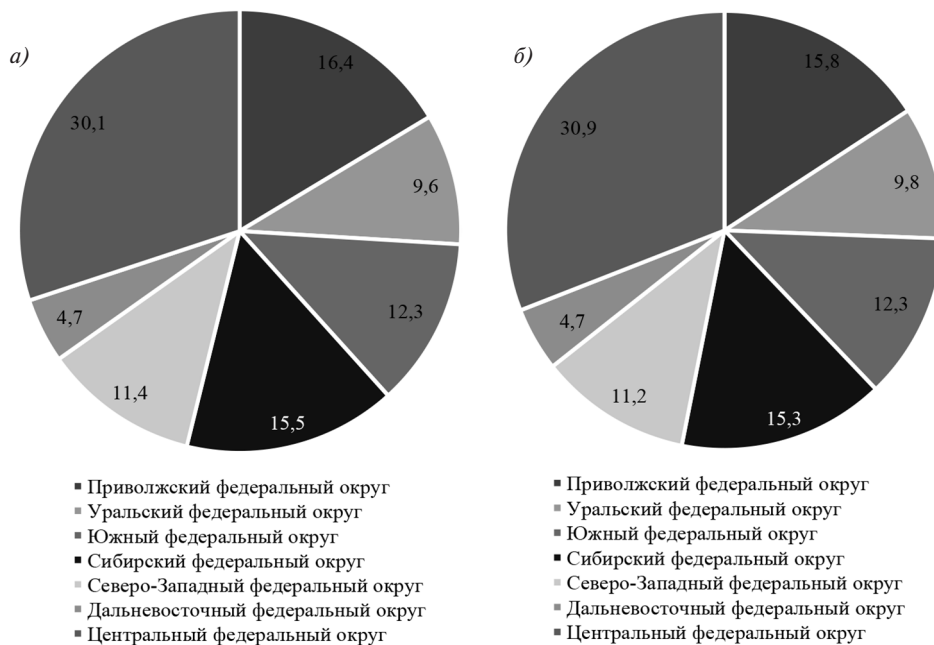 а)
16,4
30,1
9,6
12,3
4,7
11,4
15,5
Приволжский федеральный округ
Уральский федеральный округ
Южный федеральный округ
Сибирский федеральный округ
Северо-Западный федеральный округ
Дальневосточный федеральный округ
Центральный федеральный округ
б)
15,8
30,9
9,8
12,3
4,7
11,2
15,3
Приволжский федеральный округ
Уральский федеральный округ
Южный федеральный округ
Сибирский федеральный округ
Северо-Западный федеральный округ
Дальневосточный федеральный округ
Центральный федеральный округ